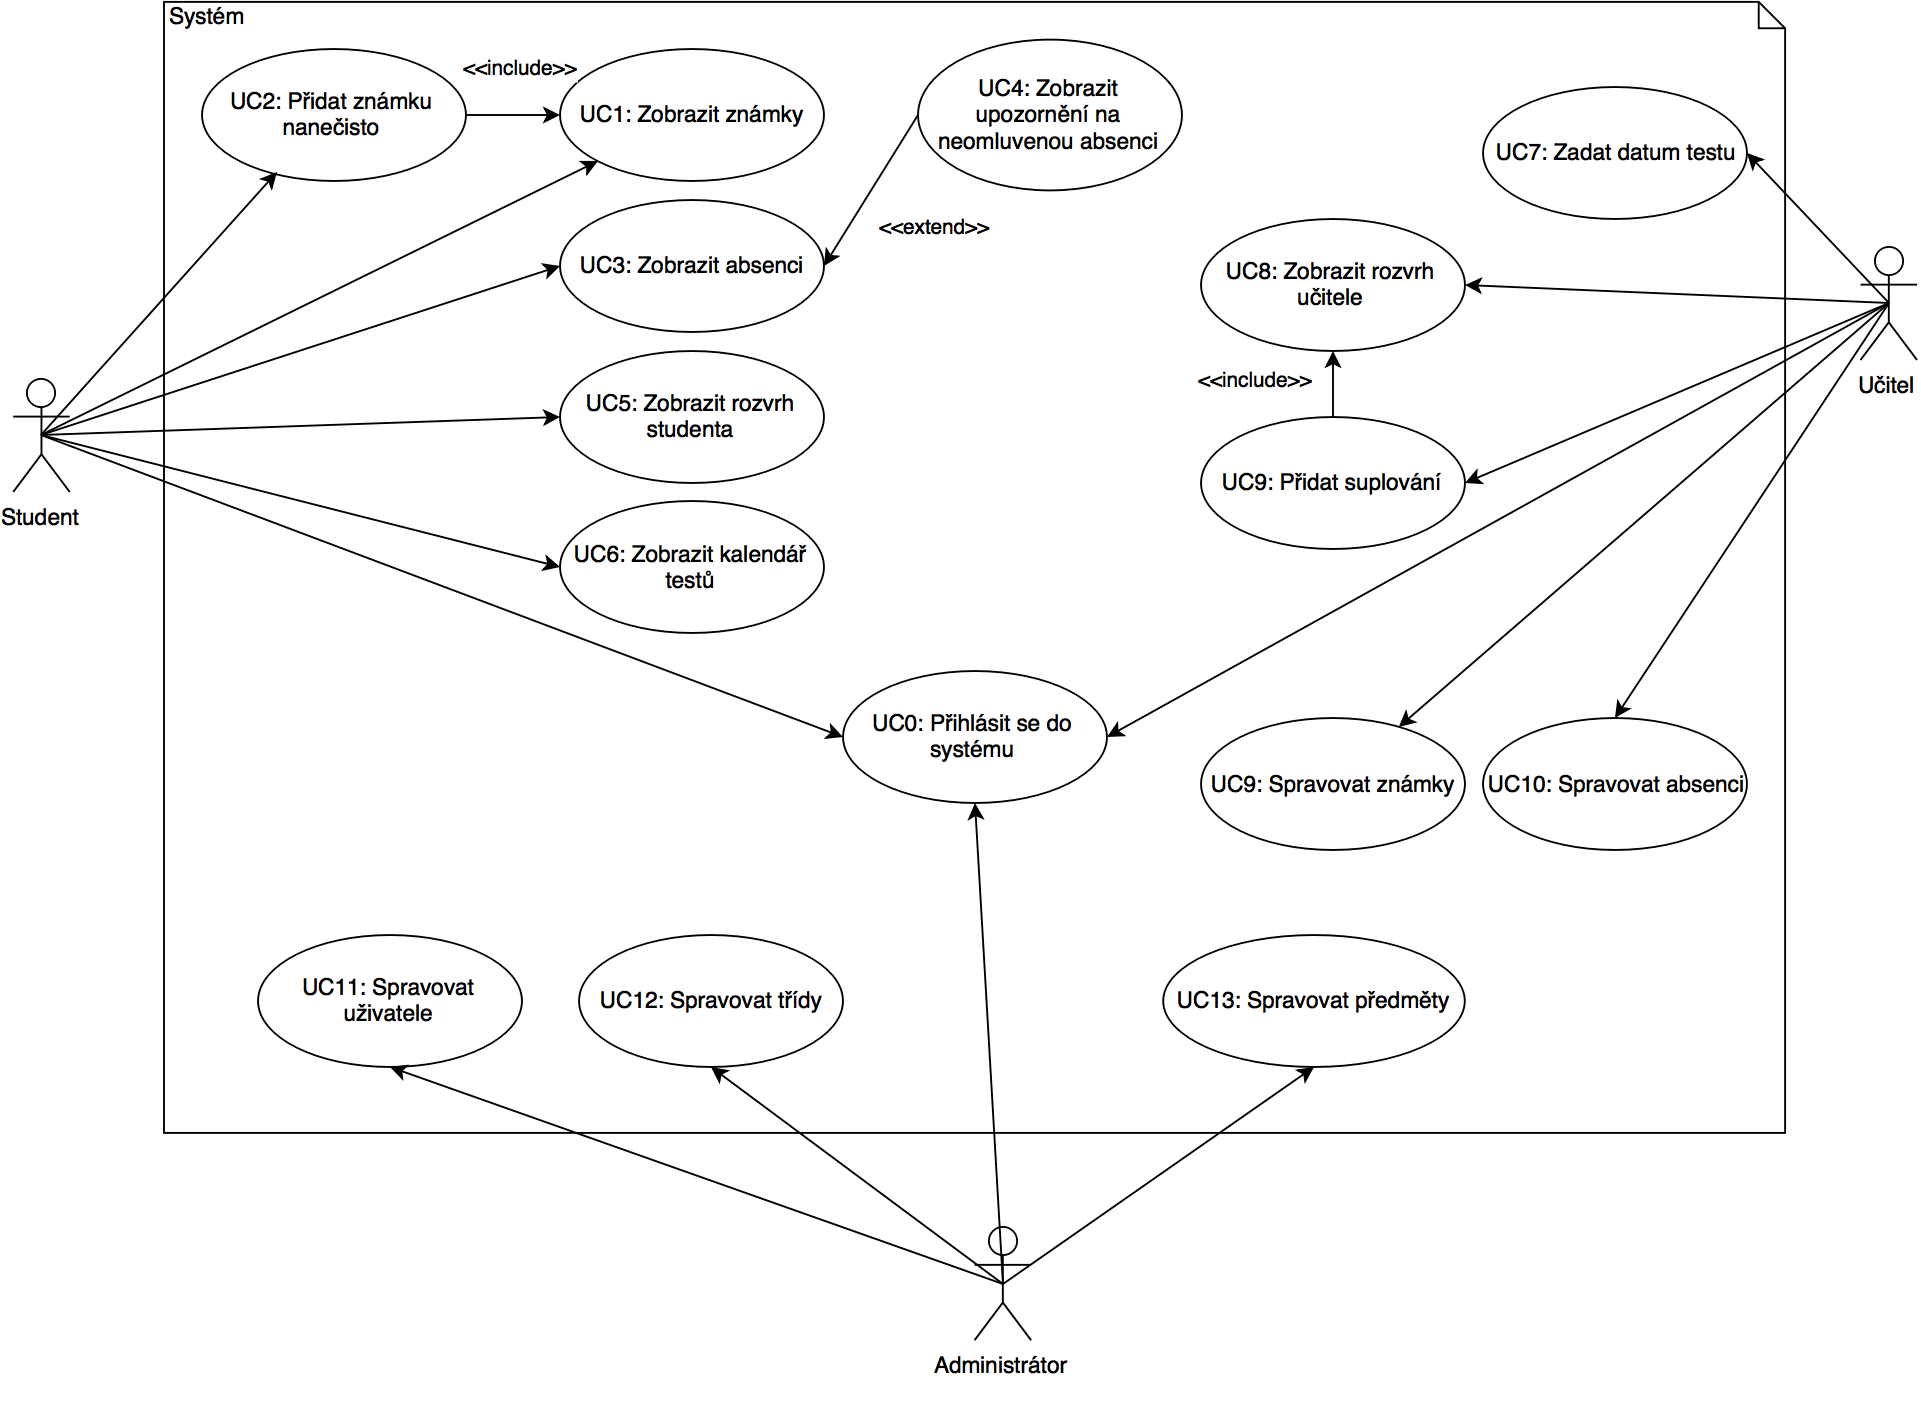 Systém
UC2: Přidat známku
nanečisto
<<include>>
UC1: Zobrazit známky
UC4: Zobrazit
upozornění na
neomluvenou absenci
UC7: Zadat datum testu
<<extend>>
UC3: Zobrazit absenci
UC8: Zobrazit rozvrh
učitele
Učitel
<<include>>
UC5: Zobrazit rozvrh
studenta
UC9: Přidat suplování
Student
UC6: Zobrazit kalendář
testů
UC0: Přihlásit se do
systému
UC9: Spravovat známky
UC10: Spravovat absenci
UC11: Spravovat
uživatele
UC12: Spravovat třídy
UC13: Spravovat předměty
Administrátor